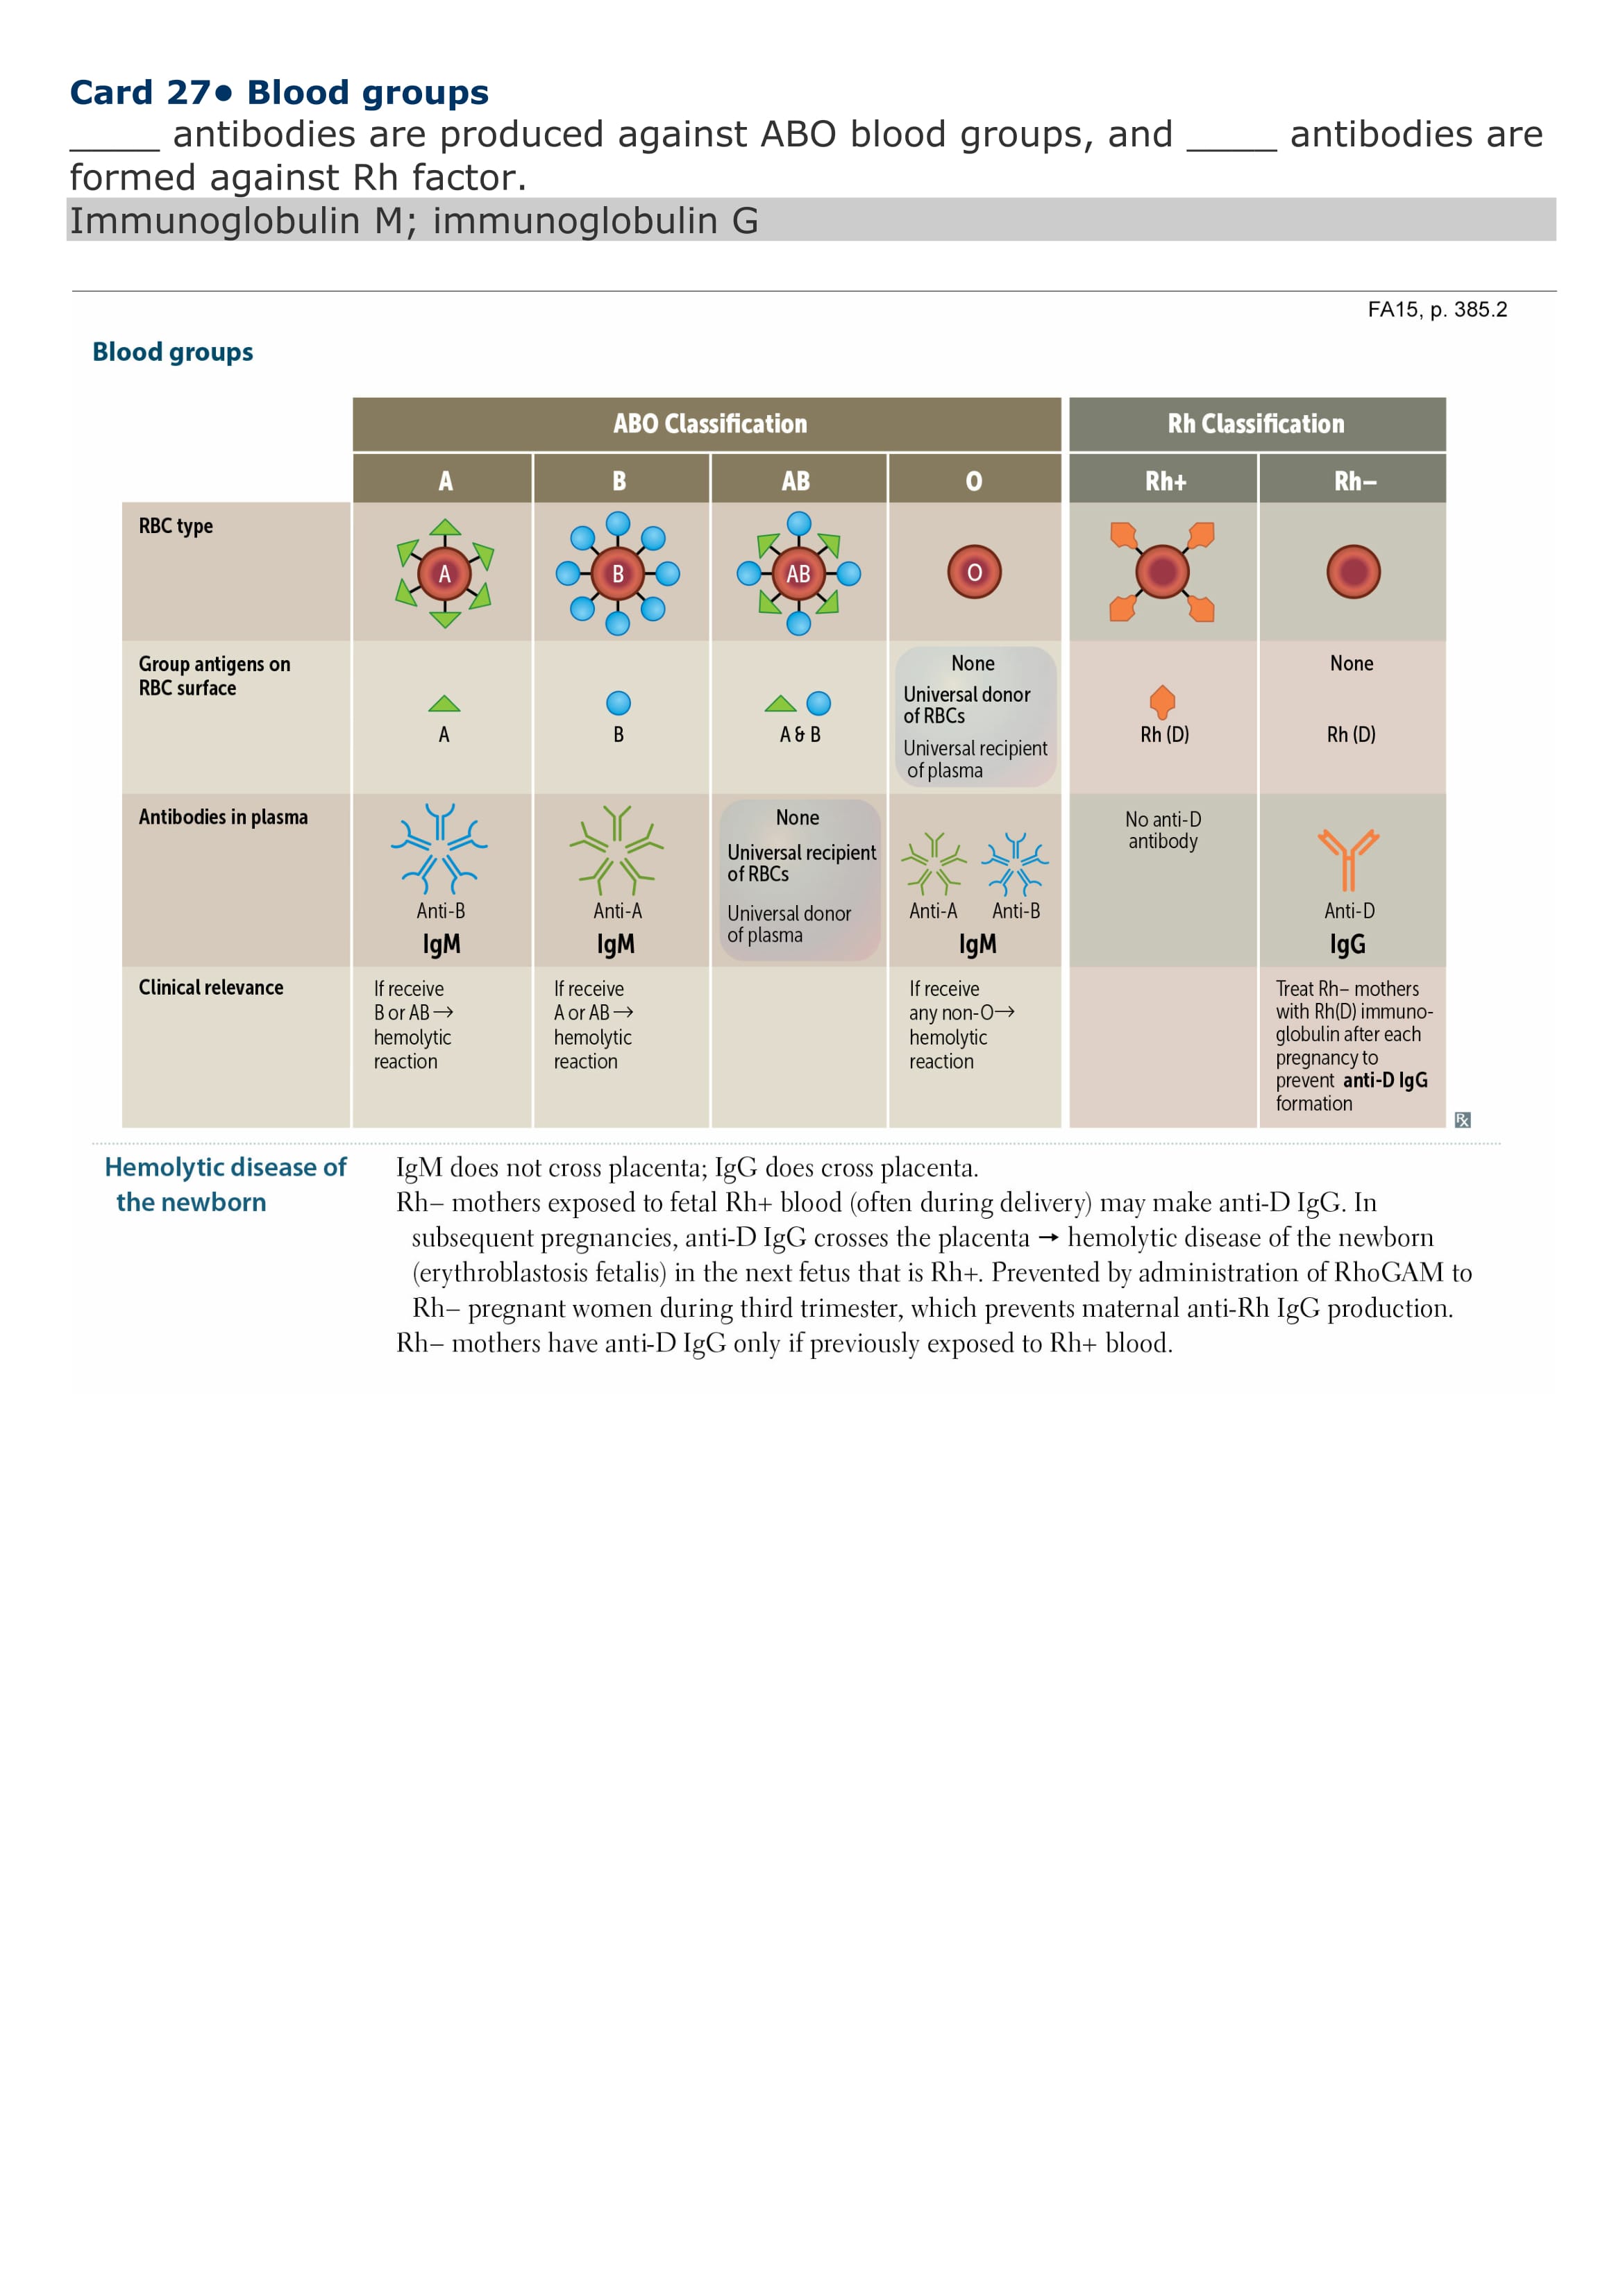 Card 27● Blood groups
_____ antibodies are produced against ABO blood groups, and _____ antibodies are
formed against Rh factor.
Immunoglobulin M; immunoglobulin G
FA15, p. 385.2
Blood groups
ABO Classification
Rh Classification
A
B
AB
O
Rh+
Rh–
RBC type
A
B
AB
O
Group antigens on
RBC surface
A
B
A & B
None
Universal donor
of RBCs
Universal recipient
of plasma
Rh (D)
None
Rh (D)
Antibodies in plasma
Anti-B
IgM
Anti-A
IgM
None
Universal recipient
of RBCs
Universal donor
of plasma
Anti-A Anti-B
IgM
No anti-D
antibody
Anti-D
IgG
Clinical relevance
If receive
B or AB →
hemolytic
reaction
If receive
A or AB →
hemolytic
reaction
If receive
any non-O→
hemolytic
reaction
Treat Rh– mothers
with Rh(D) immuno-
globulin after each
pregnancy to
prevent anti-D IgG
formation
Rx
Hemolytic disease of
the newborn
IgM does not cross placenta; IgG does cross placenta.
Rh– mothers exposed to fetal Rh+ blood (often during delivery) may make anti-D IgG. In
subsequent pregnancies, anti-D IgG crosses the placenta → hemolytic disease of the newborn
(erythroblastosis fetalis) in the next fetus that is Rh+. Prevented by administration of RhoGAM to
Rh– pregnant women during third trimester, which prevents maternal anti-Rh IgG production.
Rh– mothers have anti-D IgG only if previously exposed to Rh+ blood.